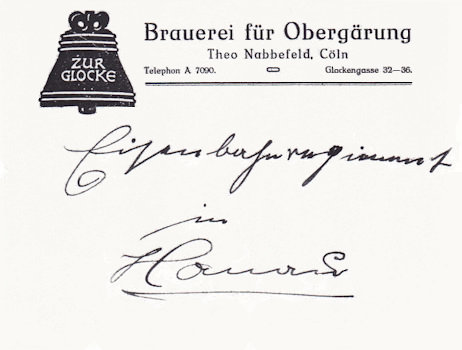 ZUR
GLOCKE
Brauerei für Obergärung
Theo Nabbefeld, Cöln
Telephon A 7090.
Glockengasse 32—36.
Eisenbahnregiment
in
Hanau